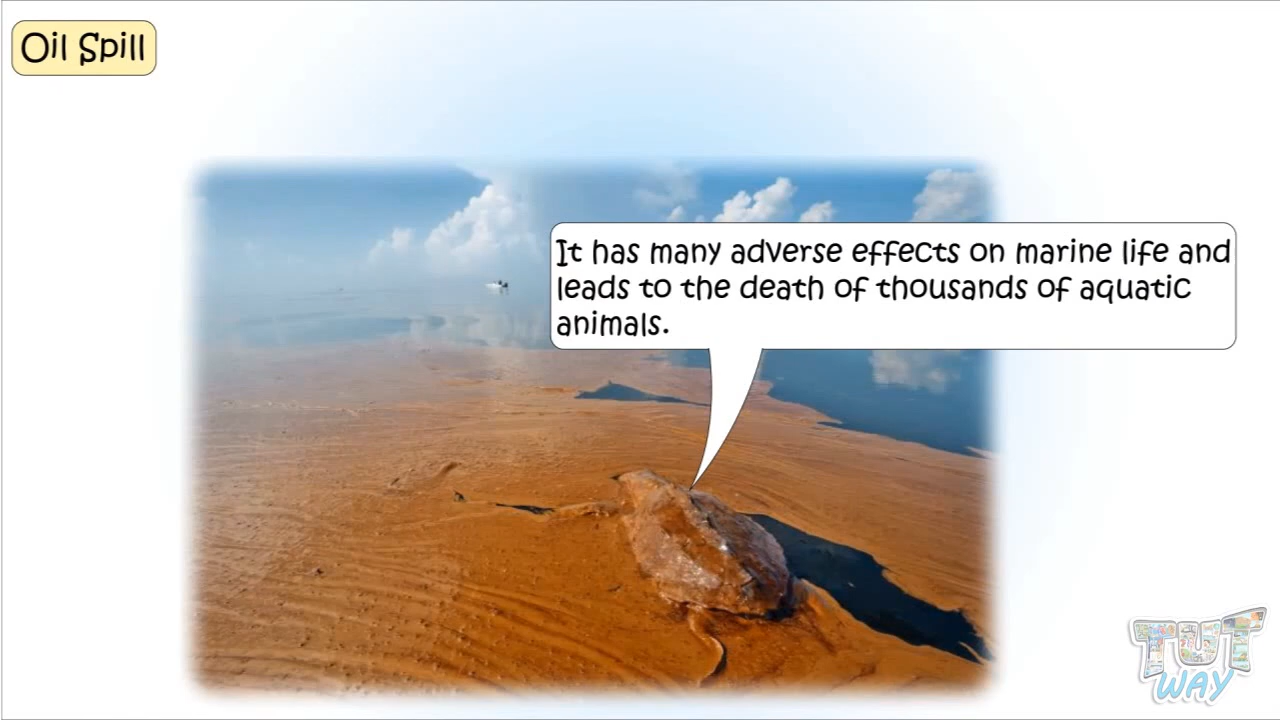 Oil Spill
It has many adverse effects on marine life and
leads to the death of thousands of aquatic
animals.
TUT
WAY